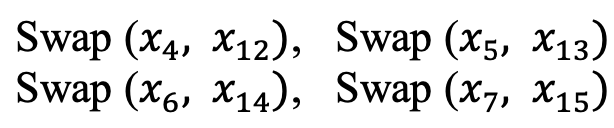 Swap (x₄, x₁₂), Swap (x₅, x₁₃)
Swap (x₆, x₁₄), Swap (x₇, x₁₅)